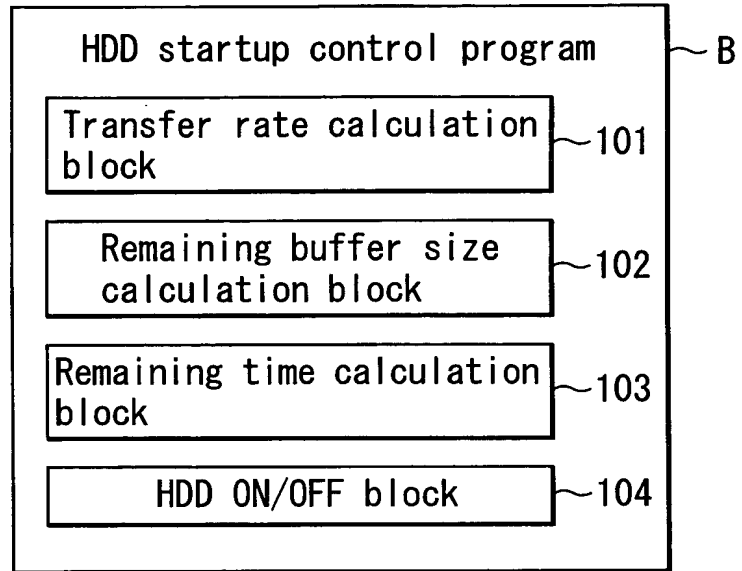 HDD startup control program
B
Transfer rate calculation
block
101
Remaining buffer size
calculation block
102
Remaining time calculation
block
103
HDD ON/OFF block
104